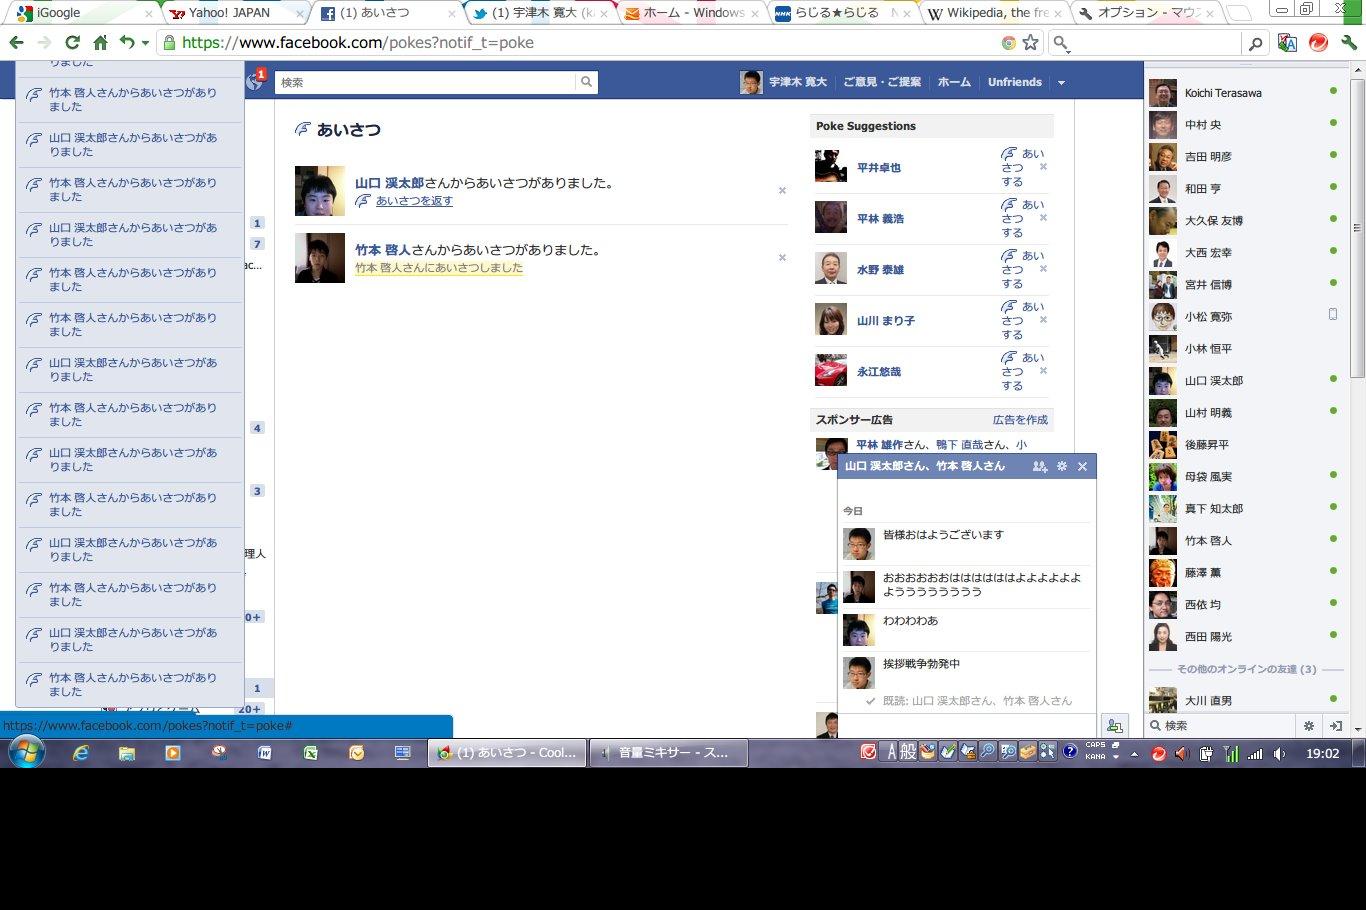 iGoogle
Yahoo! JAPAN
(1) あいさつ
(1) 宇津木 寛大 (ka
ホーム - Windows
らじる★らじる N
Wikipedia, the fre
オプション - マウス
https://www.facebook.com/pokes?notif_t=poke
1
検索
宇津木 寛大
ご意見・ご提案
ホーム
Unfriends
りました
竹本 啓人さんからあいさつがあり
ました
山口 渓太郎さんからあいさつがあ
りました
竹本 啓人さんからあいさつがあり
ました
山口 渓太郎さんからあいさつがあ
りました
竹本 啓人さんからあいさつがあり
ました
竹本 啓人さんからあいさつがあり
ました
山口 渓太郎さんからあいさつがあ
りました
竹本 啓人さんからあいさつがあり
ました
山口 渓太郎さんからあいさつがあ
りました
竹本 啓人さんからあいさつがあり
ました
山口 渓太郎さんからあいさつがあ
りました
竹本 啓人さんからあいさつがあり
ました
山口 渓太郎さんからあいさつがあ
りました
竹本 啓人さんからあいさつがあり
ました
1
7
ac...
4
3
理人
0+
1
20+
https://www.facebook.com/pokes?notif_t=poke#
あいさつ
山口 渓太郎さんからあいさつがありました。
あいさつを返す
竹本 啓人さんからあいさつがありました。
竹本 啓人さんにあいさつしました
Poke Suggestions
平井卓也
あい
さつ
する
平林 義浩
あい
さつ
する
水野 泰雄
あい
さつ
する
山川 まり子
あい
さつ
する
永江悠哉
あい
さつ
する
スポンサー広告
広告を作成
平林 雄作さん、鴨下 直哉さん、小
山口 渓太郎さん、竹本 啓人さん
今日
皆様おはようございます
おおおおおおははははははよよよよよよ
ようううううううう
わわわわあ
挨拶戦争勃発中
既読: 山口 渓太郎さん、竹本 啓人さん
Koichi Terasawa
中村 央
吉田 明彦
和田 亨
大久保 友博
大西 宏幸
宮井 信博
小松 寛弥
小林 恒平
山口 渓太郎
山村 明義
後藤昇平
母袋 風実
真下 知太郎
竹本 啓人
藤澤 薫
西依 均
西田 陽光
その他のオンラインの友達 (3)
大川 直男
検索
(1) あいさつ - Cool...
音量ミキサー - ス...
A 般
CAPS
KANA
19:02